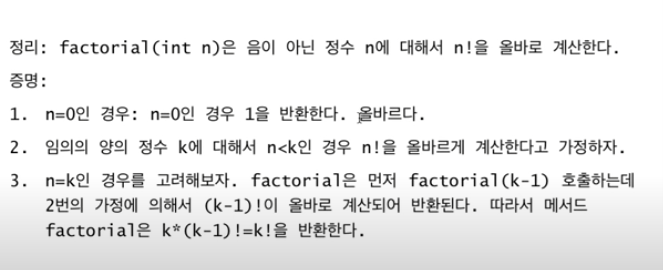 정리: factorial(int n)은 음이 아닌 정수 n에 대해서 n!을 올바로 계산한다.
증명:
1. n=0인 경우: n=0인 경우 1을 반환한다. 올바르다.
2. 임의의 양의 정수 k에 대해서 n<k인 경우 n!을 올바르게 계산한다고 가정하자.
3. n=k인 경우를 고려해보자. factorial은 먼저 factorial(k-1) 호출하는데
2번의 가정에 의해서 (k-1)!이 올바로 계산되어 반환된다. 따라서 메서드
factorial은 k*(k-1)!=k!을 반환한다.